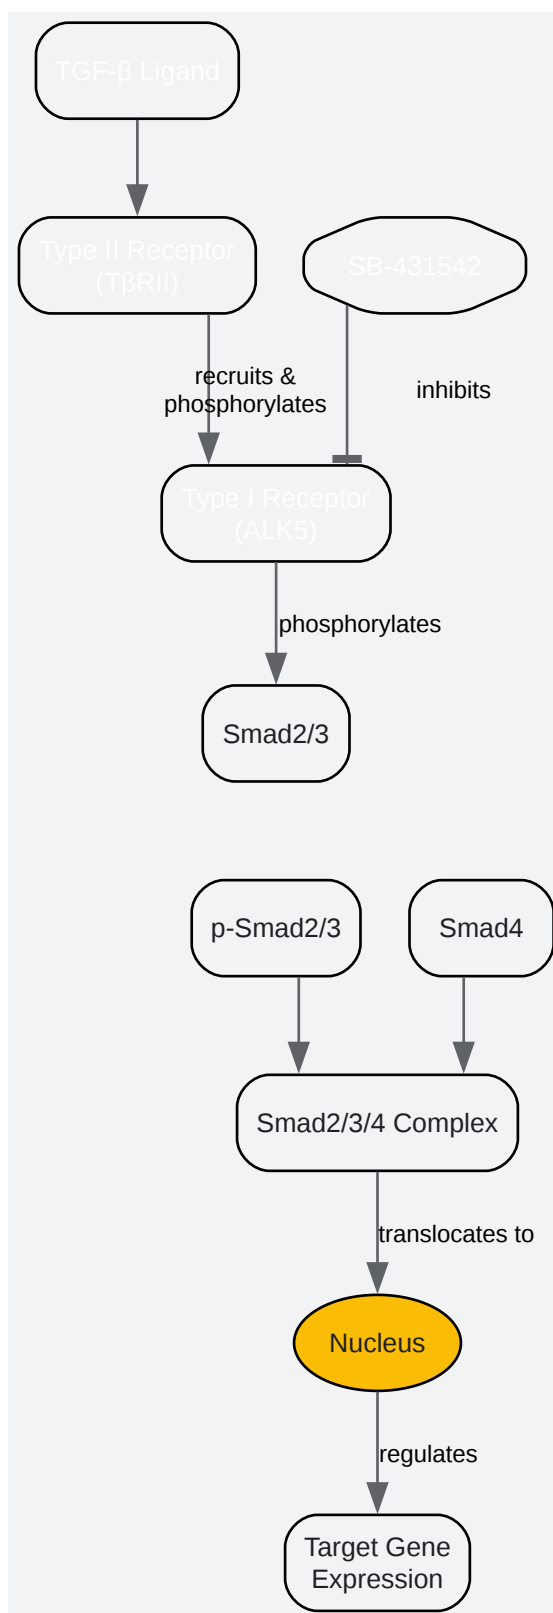 TGF-β Ligand
Type II Receptor
(TβRII)
SB-431542
recruits &
phosphorylates
inhibits
Type I Receptor
(ALK5)
phosphorylates
Smad2/3
p-Smad2/3
Smad4
Smad2/3/4 Complex
translocates to
Nucleus
regulates
Target Gene
Expression